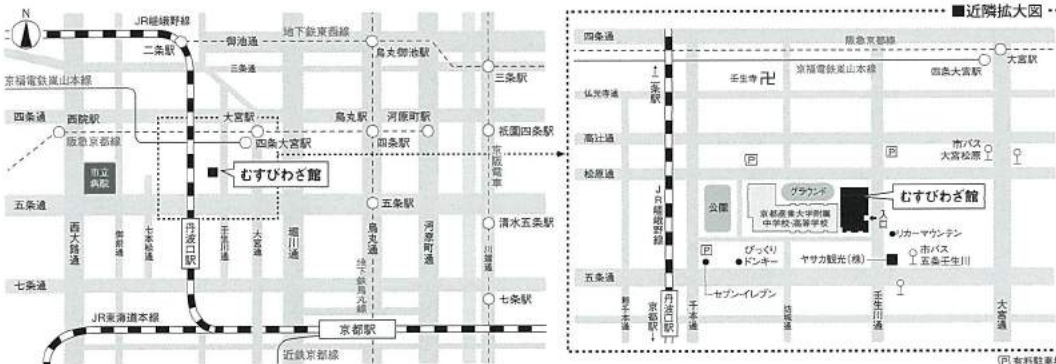 N
JR嵯峨野線
二条駅
御池通
地下鉄東西線
烏丸御池駅
三条通
三条駅
京福電鉄嵐山本線
四条通
西院駅
大宮駅
烏丸駅
河原町駅
祇園四条駅
阪急京都線
四条大宮駅
四条駅
京阪電車
市立病院
むすびわざ館
五条通
五条駅
清水五条駅
西大路通
御前通
七本松通
丹波口駅
壬生川通
大宮通
堀川通
烏丸通
河原町通
川端通
地下鉄烏丸線
七条通
七条駅
JR東海道本線
京都駅
近鉄京都線
■近隣拡大図
四条通
阪急京都線
大宮駅
↑二条駅
壬生寺卍
京福電鉄嵐山本線
四条大宮駅
仏光寺通
高辻通
P
P
市バス
大宮松原
松原通
JR嵯峨野線
公園
グラウンド
むすびわざ館
京都産業大学附属
中学校・高等学校
入口
リカーマウンテン
P
びっくり
ドンキー
ヤサカ観光(株)
市バス
五条壬生川
五条通
セブン-イレブン
京都駅↓
丹波口駅
千本通
坊城通
壬生川通
大宮通